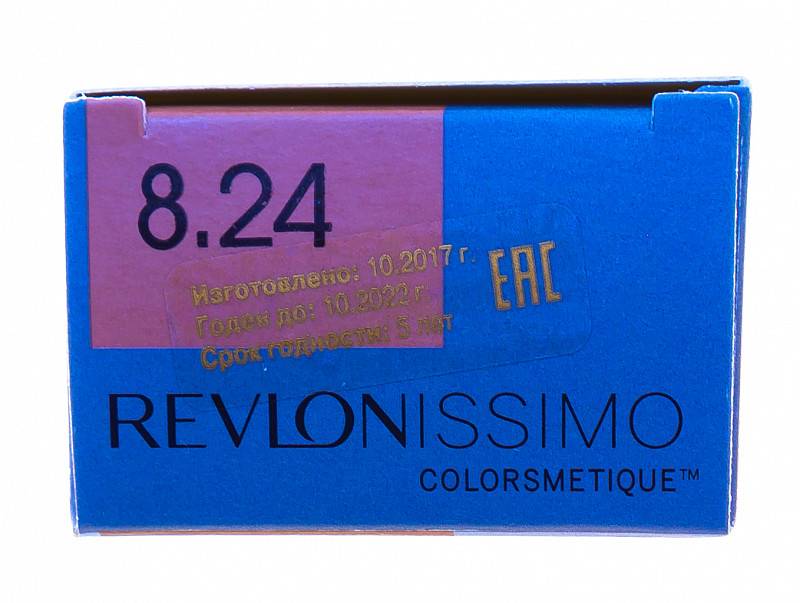 8.24
Изготовлено: 10.2017 г.
Годен до: 10.2022 г.
Срок годности: 5 лет
EAC
REVLONISSIMO
COLORSMETIQUE™